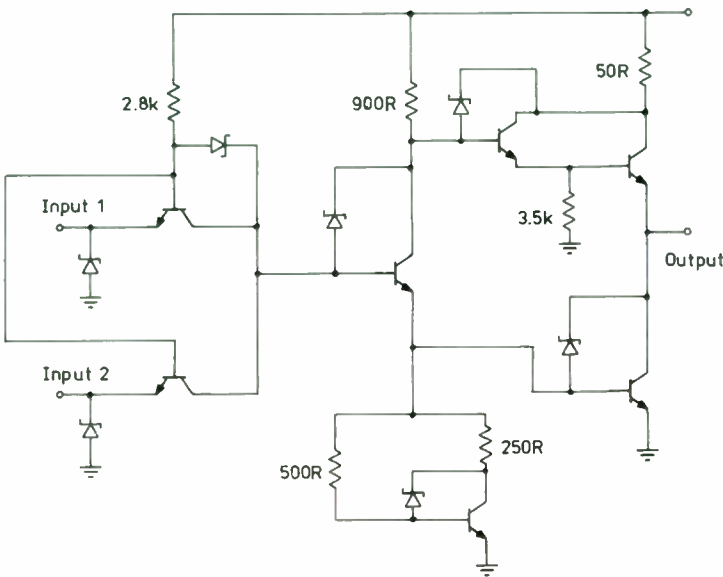 2.8k
900R
50R
Input 1
3.5k
Output
Input 2
500R
250R